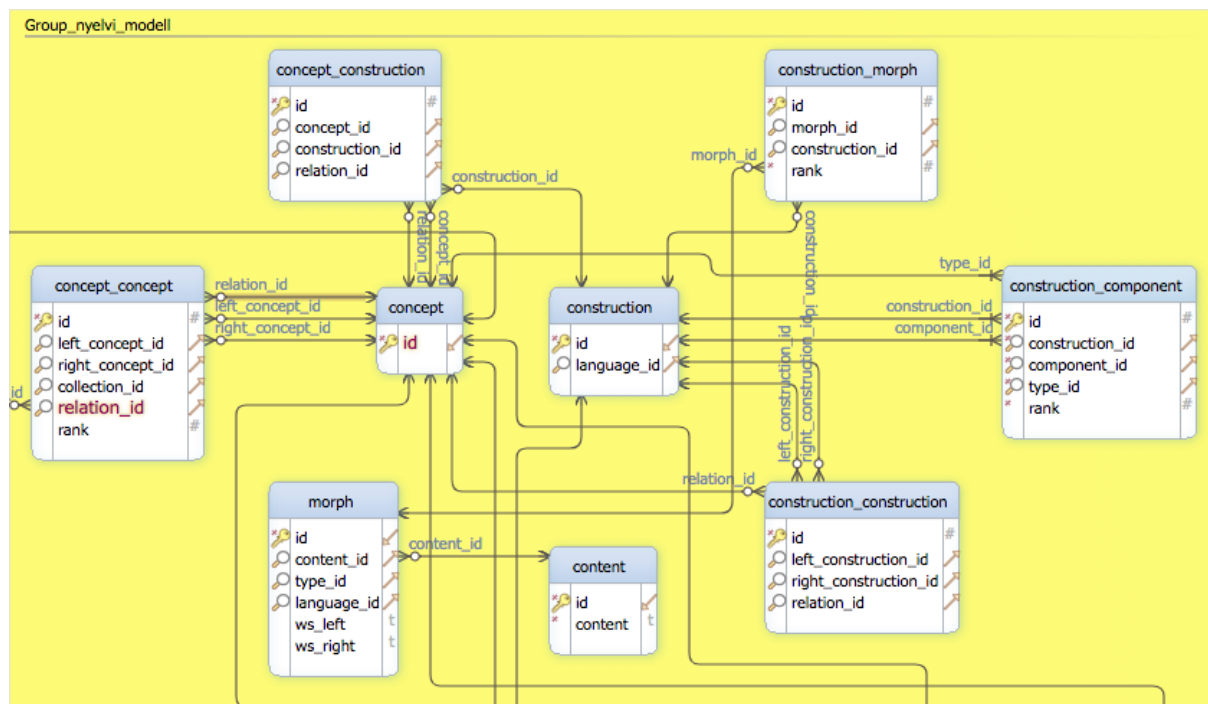 Group_nyelvi_modell
concept_construction
id #
concept_id
construction_id
relation_id
construction_morph
id #
morph_id
construction_id
rank #
morph_id
construction_id
relation_id
concept_id
construction_id
type_id
concept_concept
id #
left_concept_id
right_concept_id
collection_id
relation_id
rank #
relation_id
left_concept_id
right_concept_id
id
concept
id
construction
id
language_id
construction_id
component_id
construction_component
id #
construction_id
component_id
type_id
rank #
left_construction_id
right_construction_id
relation_id
morph
id
content_id
type_id
language_id
ws_left t
ws_right t
content_id
content
id
content t
construction_construction
id #
left_construction_id
right_construction_id
relation_id